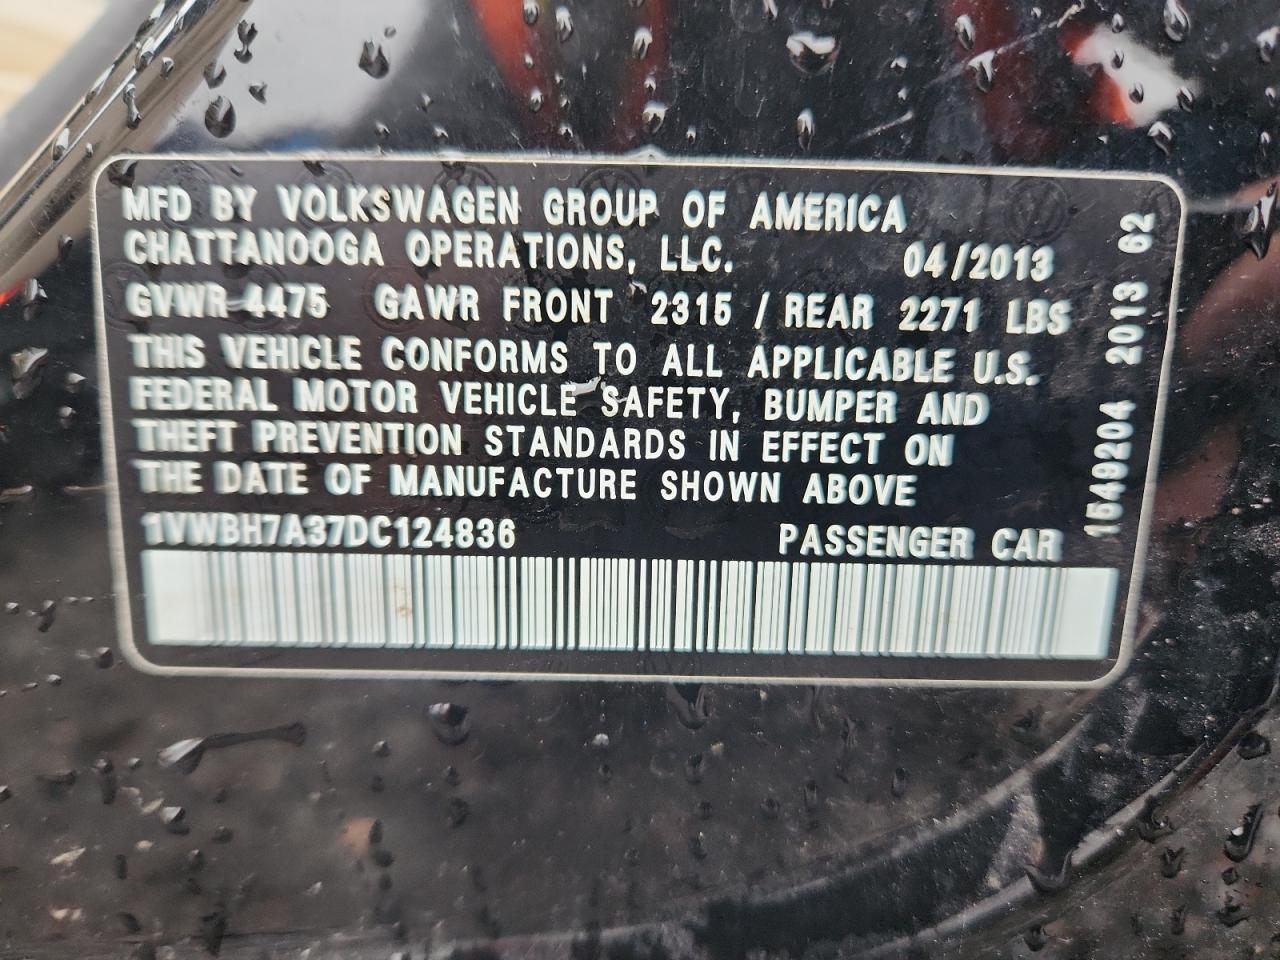 MFD BY VOLKSWAGEN GROUP OF AMERICA
CHATTANOOGA OPERATIONS, LLC. 04/2013
GVWR 4475 GAWR FRONT 2315 / REAR 2271 LBS
THIS VEHICLE CONFORMS TO ALL APPLICABLE U.S.
FEDERAL MOTOR VEHICLE SAFETY, BUMPER AND
THEFT PREVENTION STANDARDS IN EFFECT ON
THE DATE OF MANUFACTURE SHOWN ABOVE
1VWBH7A37DC124836 PASSENGER CAR
1549204 2013 62